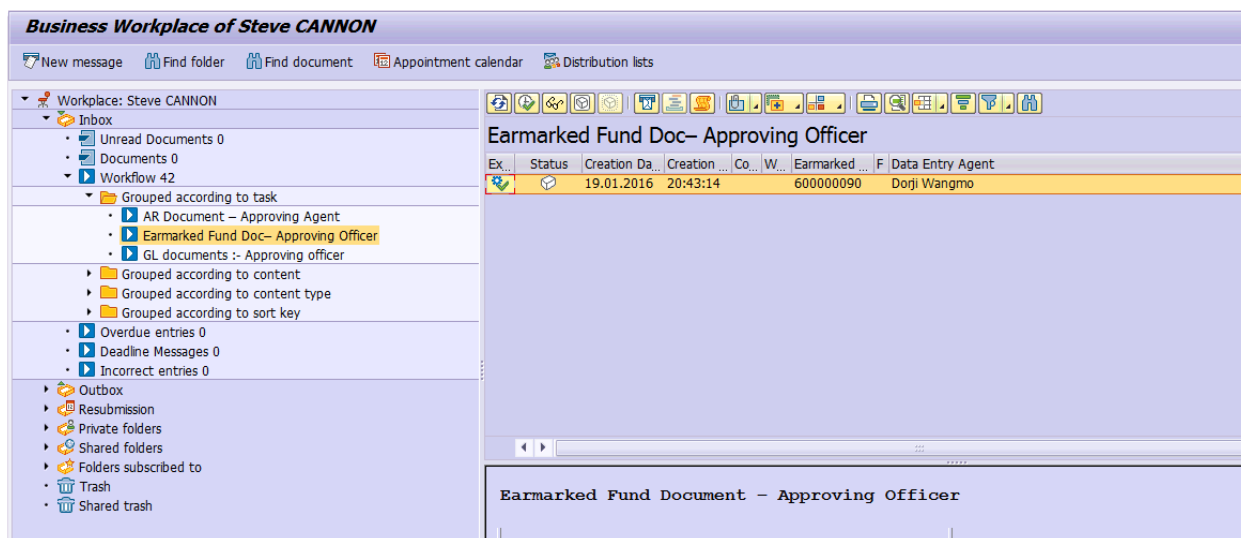 Business Workplace of Steve CANNON
New message Find folder Find document Appointment calendar Distribution lists
Workplace: Steve CANNON
Inbox
Unread Documents 0
Documents 0
Workflow 42
Grouped according to task
AR Document – Approving Agent
Earmarked Fund Doc– Approving Officer
GL documents :- Approving officer
Grouped according to content
Grouped according to content type
Grouped according to sort key
Overdue entries 0
Deadline Messages 0
Incorrect entries 0
Outbox
Resubmission
Private folders
Shared folders
Folders subscribed to
Trash
Shared trash
Earmarked Fund Doc– Approving Officer
Ex... Status Creation Da... Creation ... Co... W... Earmarked ... F Data Entry Agent
19.01.2016 20:43:14 600000090 Dorji Wangmo
Earmarked Fund Document – Approving Officer